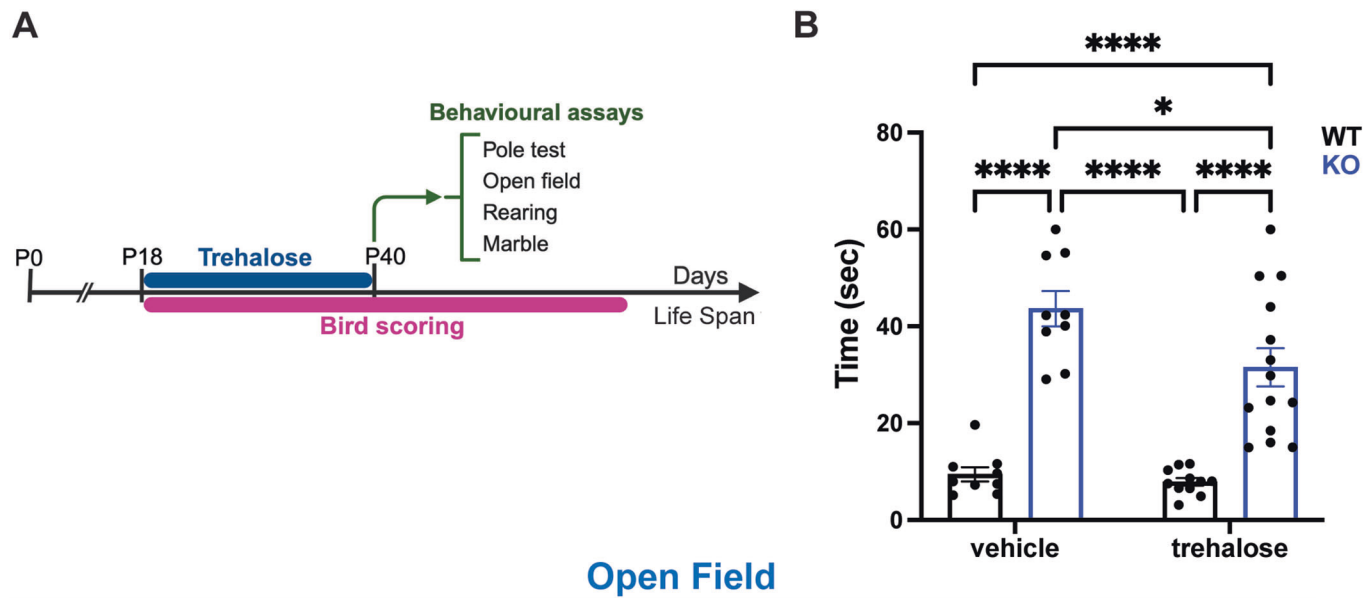 A
Behavioural assays
Pole test
Open field
Rearing
Marble
P0
P18
Trehalose
P40
Days
Bird scoring
Life Span
B
****
*
**** **** ****
WT
KO
Time (sec)
80
60
40
20
0
vehicle
trehalose
Open Field